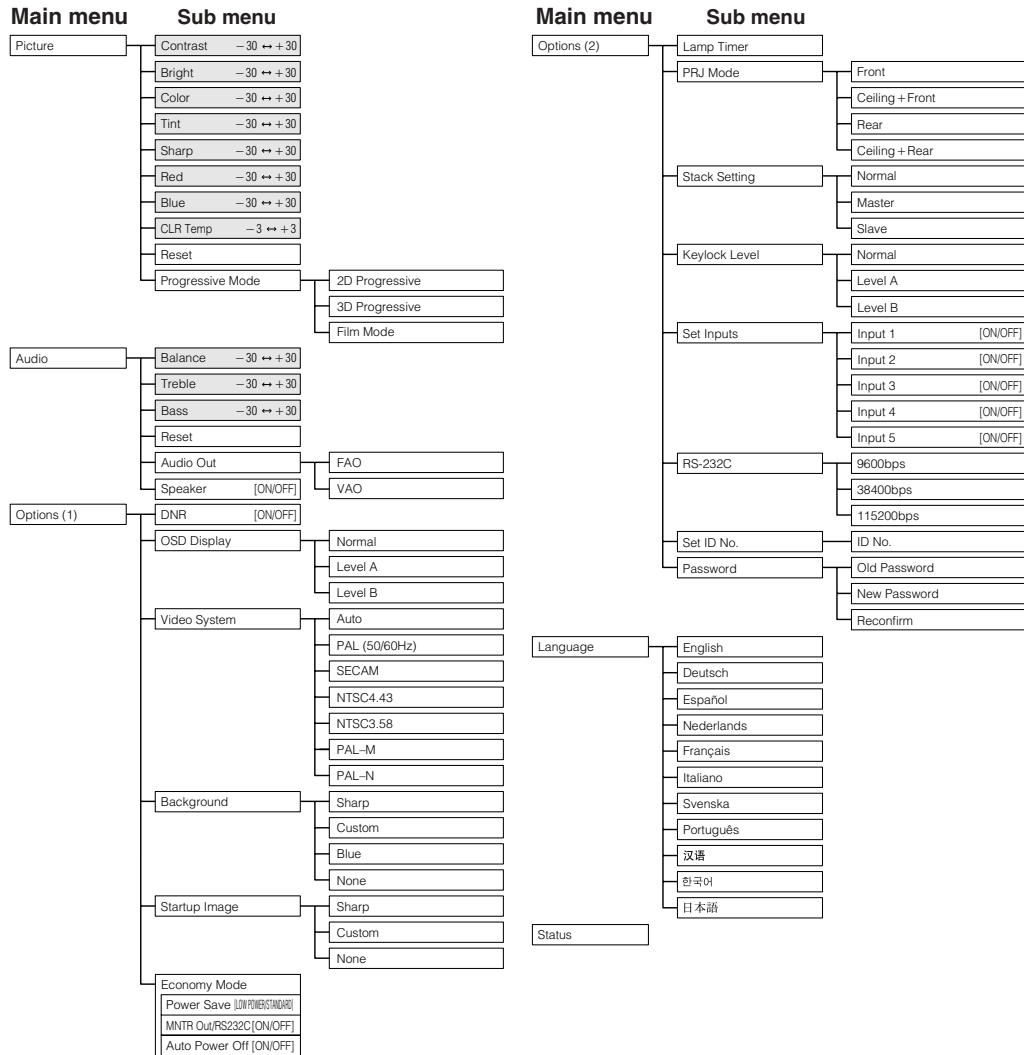 Main menu Sub menu
Picture
Contrast −30 ↔ +30
Bright −30 ↔ +30
Color −30 ↔ +30
Tint −30 ↔ +30
Sharp −30 ↔ +30
Red −30 ↔ +30
Blue −30 ↔ +30
CLR Temp −3 ↔ +3
Reset
Progressive Mode
2D Progressive
3D Progressive
Film Mode
Audio
Balance −30 ↔ +30
Treble −30 ↔ +30
Bass −30 ↔ +30
Reset
Audio Out
FAO
VAO
Speaker [ON/OFF]
Options (1)
DNR [ON/OFF]
OSD Display
Normal
Level A
Level B
Video System
Auto
PAL (50/60Hz)
SECAM
NTSC4.43
NTSC3.58
PAL–M
PAL–N
Background
Sharp
Custom
Blue
None
Startup Image
Sharp
Custom
None
Economy Mode
Power Save [LOW POWER/STANDARD]
MNTR Out/RS232C [ON/OFF]
Auto Power Off [ON/OFF]
Main menu Sub menu
Options (2)
Lamp Timer
PRJ Mode
Front
Ceiling+Front
Rear
Ceiling+Rear
Stack Setting
Normal
Master
Slave
Keylock Level
Normal
Level A
Level B
Set Inputs
Input 1 [ON/OFF]
Input 2 [ON/OFF]
Input 3 [ON/OFF]
Input 4 [ON/OFF]
Input 5 [ON/OFF]
RS-232C
9600bps
38400bps
115200bps
Set ID No.
ID No.
Password
Old Password
New Password
Reconfirm
Language
English
Deutsch
Español
Nederlands
Français
Italiano
Svenska
Português
汉语
한국어
日本語
Status